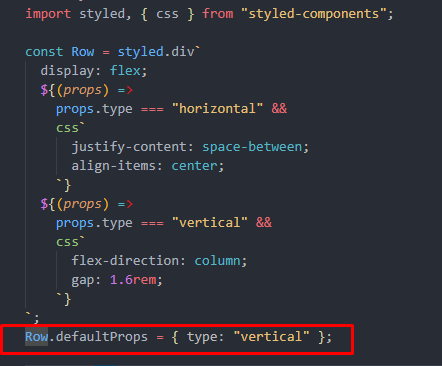 import styled, { css } from "styled-components";
const Row = styled.div`
display: flex;
${(props) =>
props.type === "horizontal" &&
css`
justify-content: space-between;
align-items: center;
`}
${(props) =>
props.type === "vertical" &&
css`
flex-direction: column;
gap: 1.6rem;
`}
`;
Row.defaultProps = { type: "vertical" };